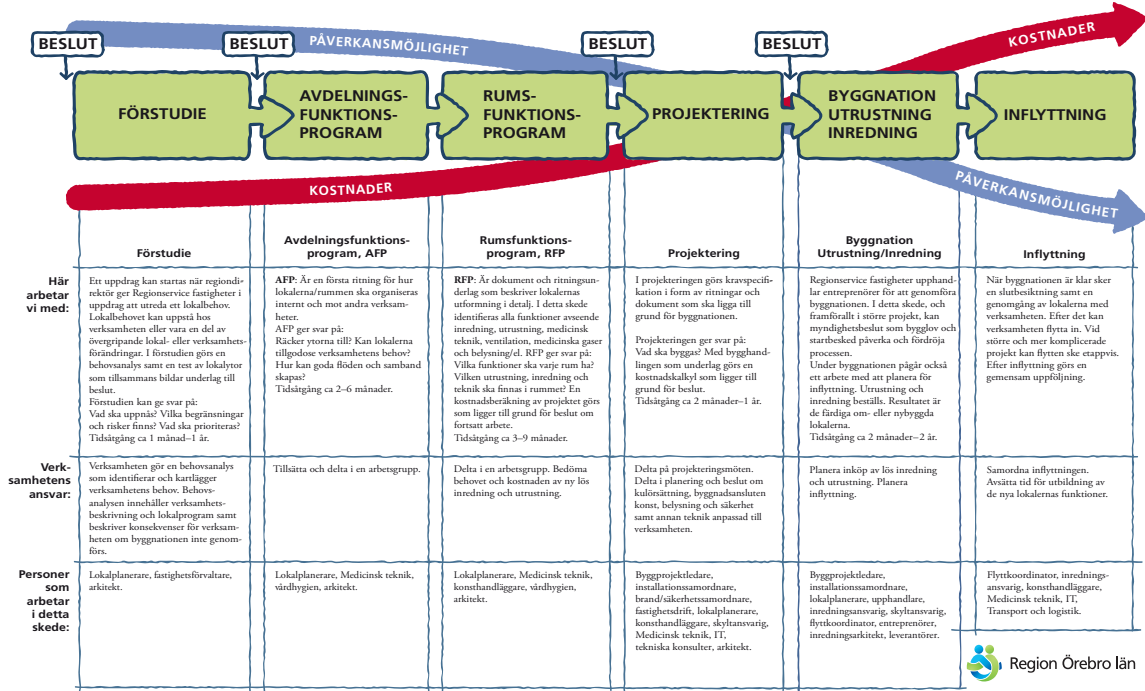 BESLUT
BESLUT
PÅVERKANSMÖJLIGHET
BESLUT
BESLUT
KOSTNADER
FÖRSTUDIE
AVDELNINGS-
FUNKTIONS-
PROGRAM
RUMS-
FUNKTIONS-
PROGRAM
PROJEKTERING
BYGGNATION
UTRUSTNING
INREDNING
INFLYTTNING
KOSTNADER
PÅVERKANSMÖJLIGHET
Förstudie
Avdelningsfunktions-
program, AFP
Rumsfunktions-
program, RFP
Projektering
Byggnation
Utrustning/Inredning
Inflyttning
Här
arbetar
vi med:
Ett uppdrag kan startas när regiondi-
rektör ger Regionservice fastigheter i
uppdrag att utreda ett lokalbehov.
Lokalbehovet kan uppstå hos
verksamheten eller vara en del av
övergripande lokal- eller verksamhets-
förändringar. I förstudien görs en
behovsanalys samt en test av lokalytor
som tillsammans bildar underlag till
beslut.
Förstudien kan ge svar på:
Vad ska uppnås? Vilka begränsningar
och risker finns? Vad ska prioriteras?
Tidsåtgång ca 1 månad–1 år.
AFP: Är en första ritning för hur
lokalerna/rummen ska organiseras
internt och mot andra verksam-
heter.
AFP ger svar på:
Räcker ytorna till? Kan lokalerna
tillgodose verksamhetens behov?
Hur kan goda flöden och samband
skapas?
Tidsåtgång ca 2–6 månader.
RFP: Är dokument och ritningsun-
derlag som beskriver lokalernas
utformning i detalj. I detta skede
identifieras alla funktioner avseende
inredning, utrustning, medicinsk
teknik, ventilation, medicinska gaser
och belysning/el. RFP ger svar på:
Vilka funktioner ska varje rum ha?
Vilken utrustning, inredning och
teknik ska finnas i rummet? En
kostnadsberäkning av projektet görs
som ligger till grund för beslut om
fortsatt arbete.
Tidsåtgång ca 3–9 månader.
I projekteringen görs kravspecifi-
kation i form av ritningar och
dokument som ska ligga till
grund för byggnationen.
Projekteringen ger svar på:
Vad ska byggas? Med bygghand-
lingen som underlag görs en
kostnadskalkyl som ligger till
grund för beslut.
Tidsåtgång ca 2 månader–1 år.
Regionservice fastigheter upphand-
lar entreprenörer för att genomföra
byggnationen. I detta skede, och
framförallt i större projekt, kan
myndighetsbeslut som bygglov och
startbesked påverka och fördröja
processen.
Under byggnationen pågår också
ett arbete med att planera för
inflyttning. Utrustning och
inredning beställs. Resultatet är
de färdiga om- eller nybyggda
lokalerna.
Tidsåtgång ca 2 månader–2 år.
När byggnationen är klar sker
en slutbesiktning samt en
genomgång av lokalerna med
verksamheten. Efter det kan
verksamheten flytta in. Vid
större och mer komplicerade
projekt kan flytten ske etappvis.
Efter inflyttning görs en
gemensam uppföljning.
Verk-
samhetens
ansvar:
Verksamheten gör en behovsanalys
som identifierar och kartlägger
verksamhetens behov. Behovs-
analysen innehåller verksamhets-
beskrivning och lokalprogram samt
beskriver konsekvenser för verksam-
heten om byggnationen inte genom-
förs.
Tillsätta och delta i en arbetsgrupp.
Delta i en arbetsgrupp. Bedöma
behovet och kostnaden av ny lös
inredning och utrustning.
Delta på projekteringsmöten.
Delta i planering och beslut om
kulörsättning, byggnadsansluten
konst, belysning och säkerhet
samt annan teknik anpassad till
verksamheten.
Planera inköp av lös inredning
och utrustning. Planera
inflyttning.
Samordna inflyttningen.
Avsätta tid för utbildning av
de nya lokalernas funktioner.
Personer
som
arbetar
i detta
skede:
Lokalplanerare, fastighetsförvaltare,
arkitekt.
Lokalplanerare, Medicinsk teknik,
vårdhygien, arkitekt.
Lokalplanerare, Medicinsk teknik,
konsthandläggare, vårdhygien,
arkitekt.
Byggprojektledare,
installationssamordnare,
brand/säkerhetssamordnare,
fastighetsdrift, lokalplanerare,
konsthandläggare, skyltansvarig,
Medicinsk teknik, IT,
tekniska konsulter, arkitekt.
Byggprojektledare,
installationssamordnare,
lokalplanerare, upphandlare,
inredningsansvarig, skyltansvarig,
flyttkoordinator, entreprenörer,
inredningsarkitekt, leverantörer.
Flyttkoordinator, inrednings-
ansvarig, konsthandläggare,
Medicinsk teknik, IT,
Transport och logistik.
Region Örebro län